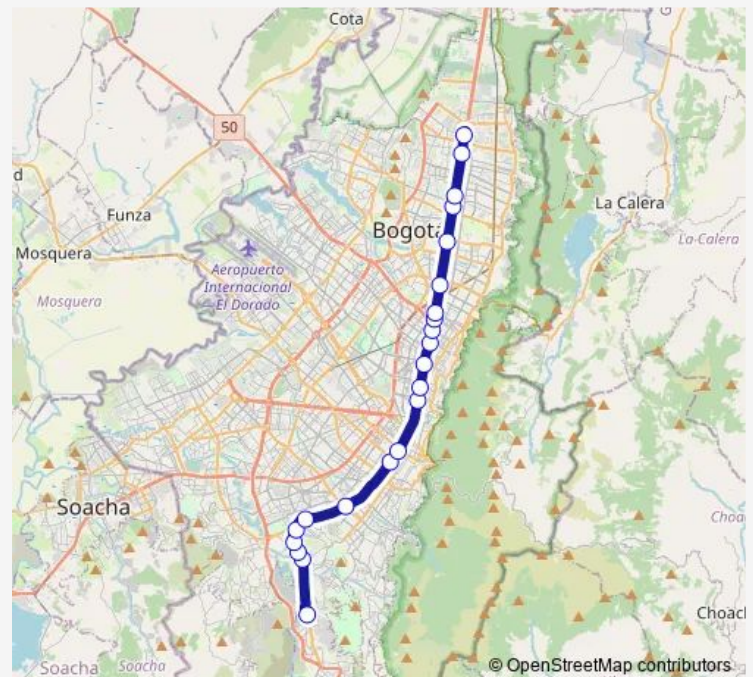 Cota
50
d
La Calera
Funza
Bogotá
La-Calera
Mosquera
Aeropuerto
Internacional
El Dorado
Mosquera
Soacha
Choac
Soacha
Soacha
© OpenStreetMap contributors